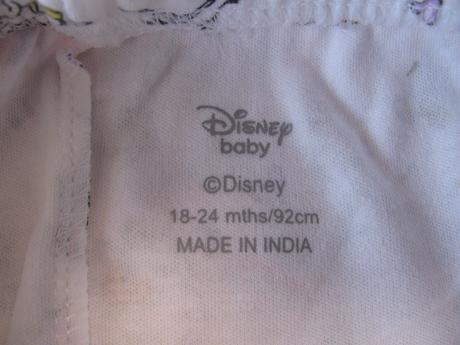 Disney
baby
©Disney
18-24 mths/92cm
MADE IN INDIA